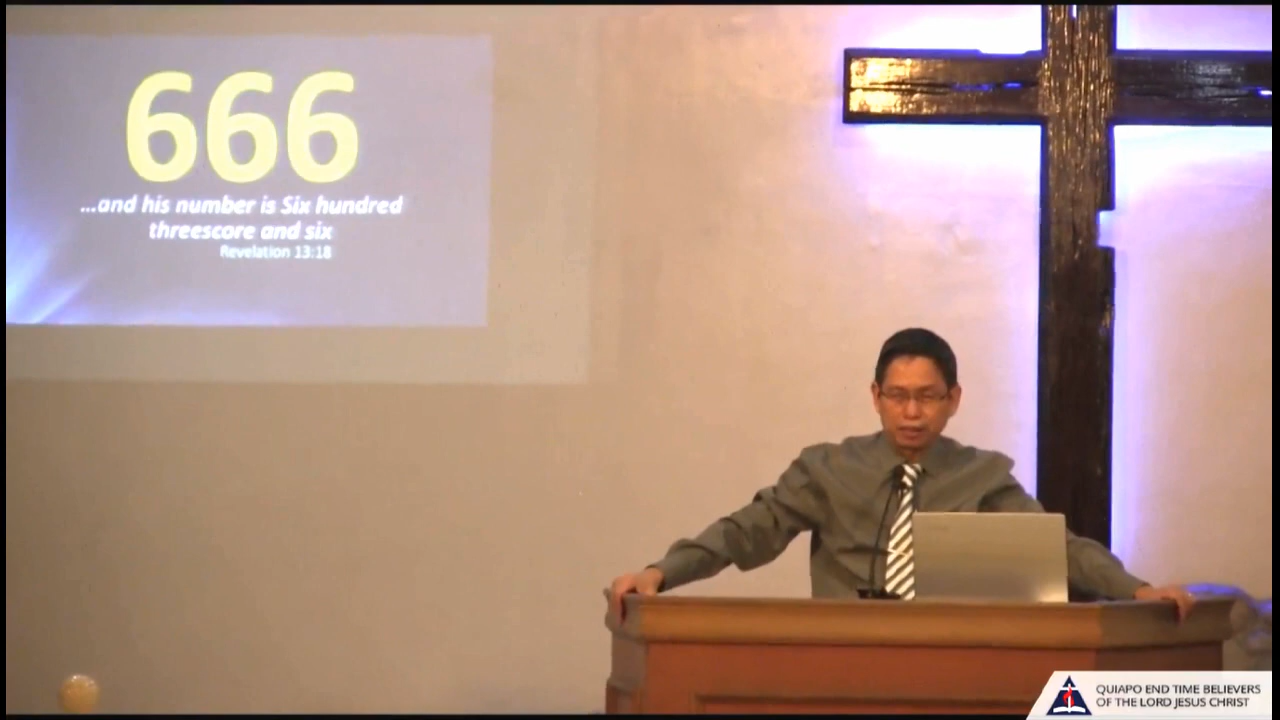 666
...and his number is Six hundred
threescore and six
Revelation 13:18
QUIAPO END TIME BELIEVERS
OF THE LORD JESUS CHRIST